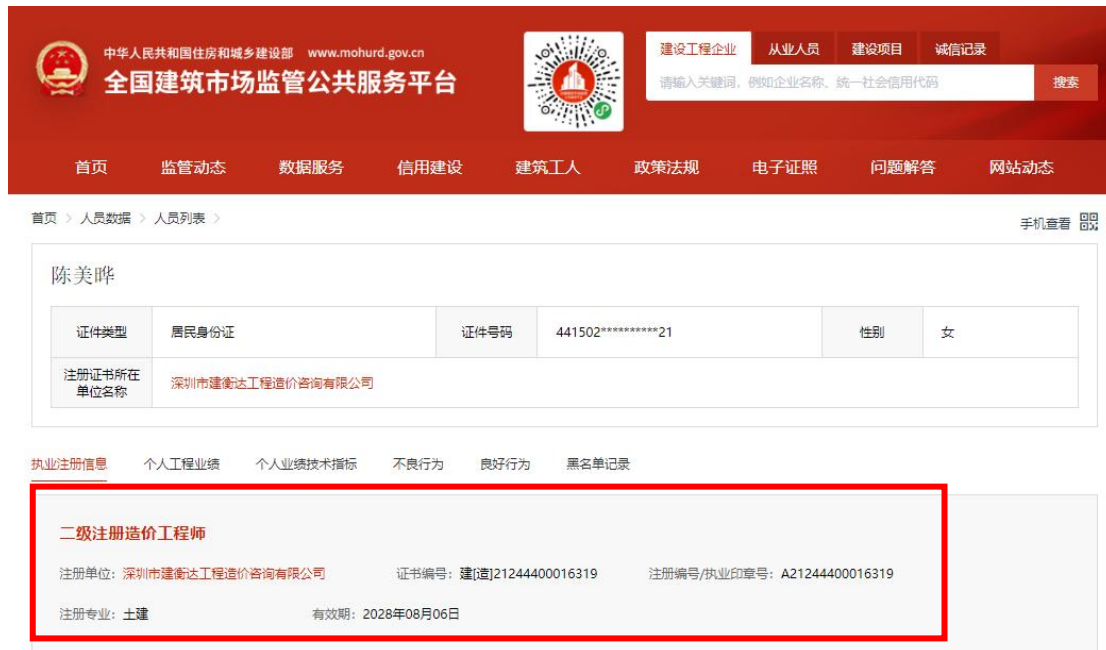 中华人民共和国住房和城乡建设部 www.mohurd.gov.cn
全国建筑市场监管公共服务平台
建设工程企业 从业人员 建设项目 诚信记录
请输入关键词，例如企业名称、统一社会信用代码 搜索
首页 监管动态 数据服务 信用建设 建筑工人 政策法规 电子证照 问题解答 网站动态
首页 > 人员数据 > 人员列表 >
手机查看
陈美晔
证件类型 居民身份证 证件号码 441502**********21 性别 女
注册证书所在
单位名称
深圳市建衡达工程造价咨询有限公司
执业注册信息 个人工程业绩 个人业绩技术指标 不良行为 良好行为 黑名单记录
二级注册造价工程师
注册单位：深圳市建衡达工程造价咨询有限公司 证书编号：建[造]21244400016319 注册编号/执业印章号：A21244400016319
注册专业：土建 有效期：2028年08月06日